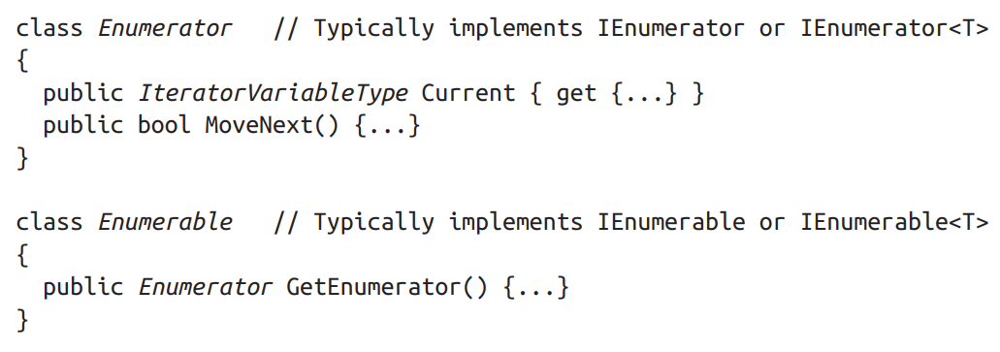 class Enumerator   // Typically implements IEnumerator or IEnumerator<T>
{
  public IteratorVariableType Current { get {...} }
  public bool MoveNext() {...}
}

class Enumerable   // Typically implements IEnumerable or IEnumerable<T>
{
  public Enumerator GetEnumerator() {...}
}